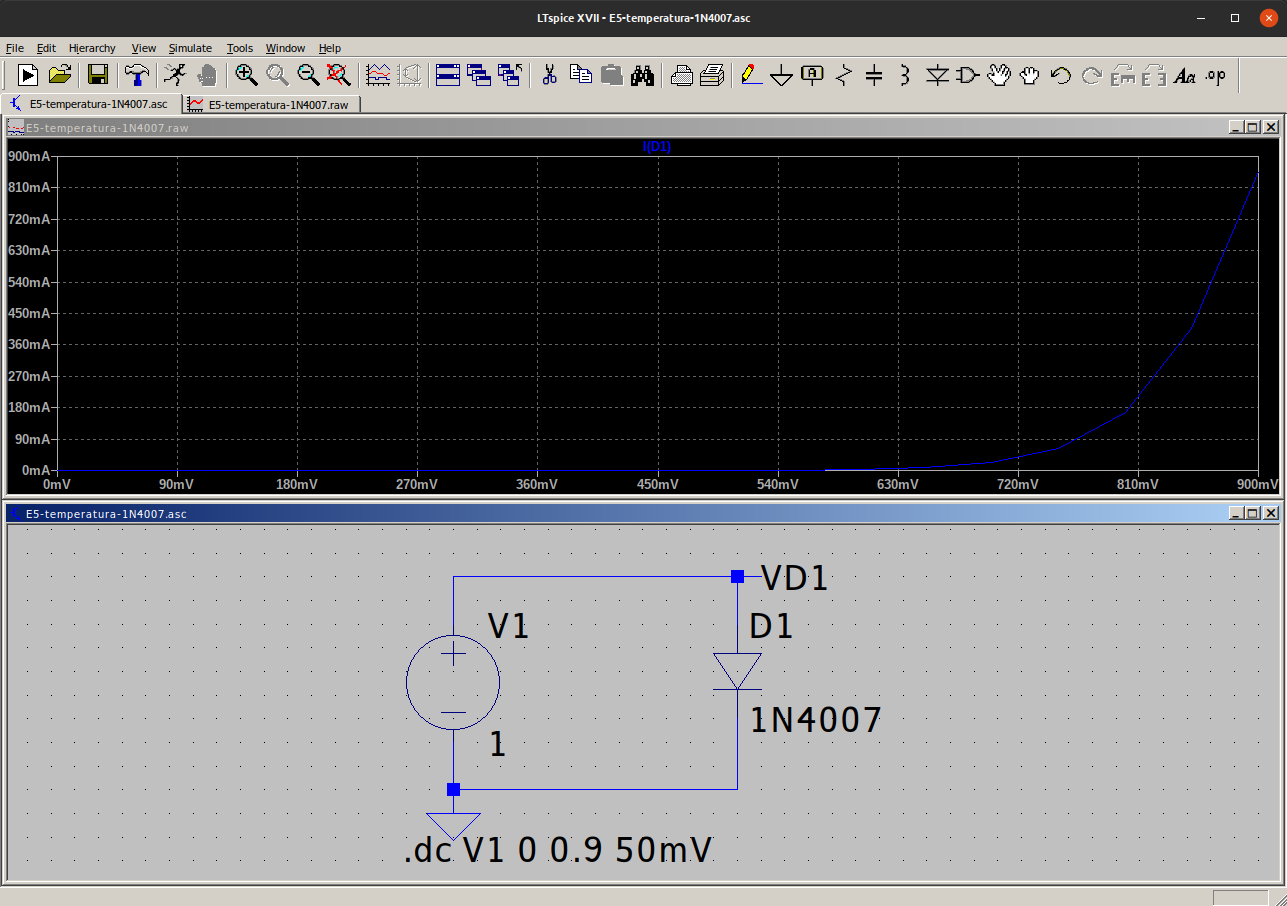 LTspice XVII - E5-temperatura-1N4007.asc
File Edit Hierarchy View Simulate Tools Window Help
A Aa .op
E5-temperatura-1N4007.asc E5-temperatura-1N4007.raw
E5-temperatura-1N4007.raw
I(D1)
900mA
810mA
720mA
630mA
540mA
450mA
360mA
270mA
180mA
90mA
0mA
0mV 90mV 180mV 270mV 360mV 450mV 540mV 630mV 720mV 810mV 900mV
E5-temperatura-1N4007.asc
VD1
V1 D1
1N4007
1
.dc V1 0 0.9 50mV